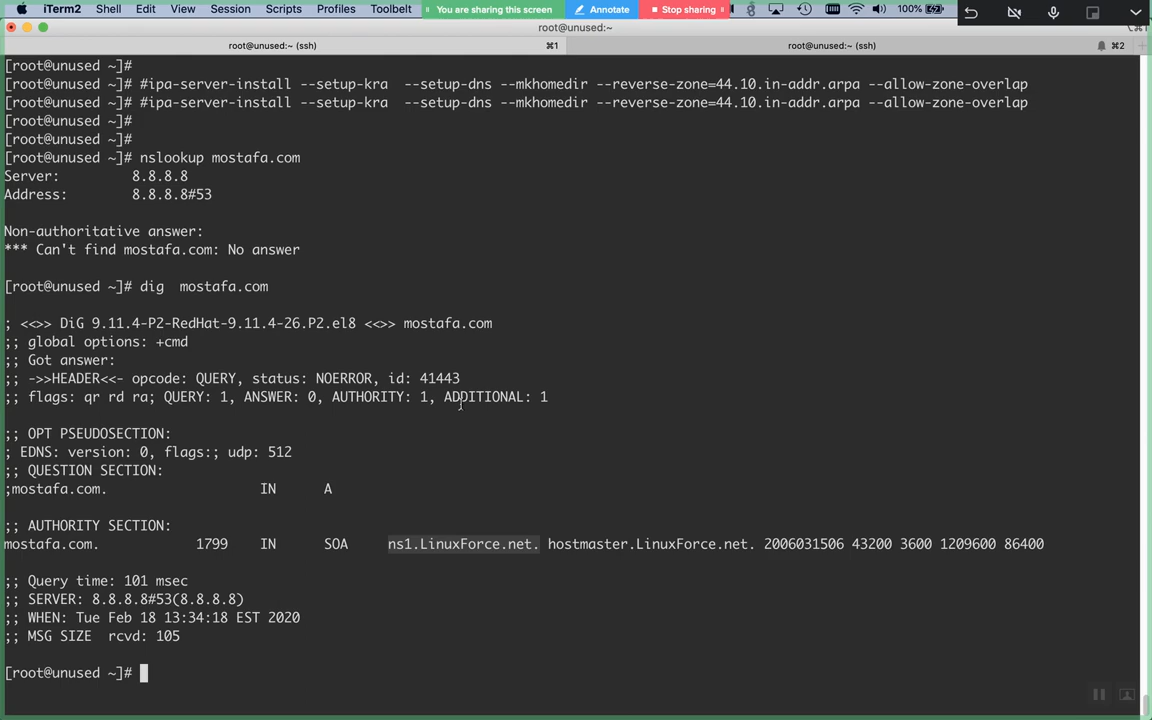 iTerm2 Shell Edit View Session Scripts Profiles Toolbelt You are sharing this screen Annotate Stop sharing 100%
root@unused:~
root@unused:~ (ssh) ⌘1 root@unused:~ (ssh) ⌘2
[root@unused ~]#
[root@unused ~]# #ipa-server-install --setup-kra  --setup-dns --mkhomedir --reverse-zone=44.10.in-addr.arpa --allow-zone-overlap
[root@unused ~]# #ipa-server-install --setup-kra  --setup-dns --mkhomedir --reverse-zone=44.10.in-addr.arpa --allow-zone-overlap
[root@unused ~]#
[root@unused ~]#
[root@unused ~]# nslookup mostafa.com
Server:         8.8.8.8
Address:        8.8.8.8#53
Non-authoritative answer:
*** Can't find mostafa.com: No answer
[root@unused ~]# dig  mostafa.com
; <<>> DiG 9.11.4-P2-RedHat-9.11.4-26.P2.el8 <<>> mostafa.com
;; global options: +cmd
;; Got answer:
;; ->>HEADER<<- opcode: QUERY, status: NOERROR, id: 41443
;; flags: qr rd ra; QUERY: 1, ANSWER: 0, AUTHORITY: 1, ADDITIONAL: 1
;; OPT PSEUDOSECTION:
; EDNS: version: 0, flags:; udp: 512
;; QUESTION SECTION:
;mostafa.com.                   IN      A
;; AUTHORITY SECTION:
mostafa.com.            1799    IN      SOA     ns1.LinuxForce.net. hostmaster.LinuxForce.net. 2006031506 43200 3600 1209600 86400
;; Query time: 101 msec
;; SERVER: 8.8.8.8#53(8.8.8.8)
;; WHEN: Tue Feb 18 13:34:18 EST 2020
;; MSG SIZE  rcvd: 105
[root@unused ~]#